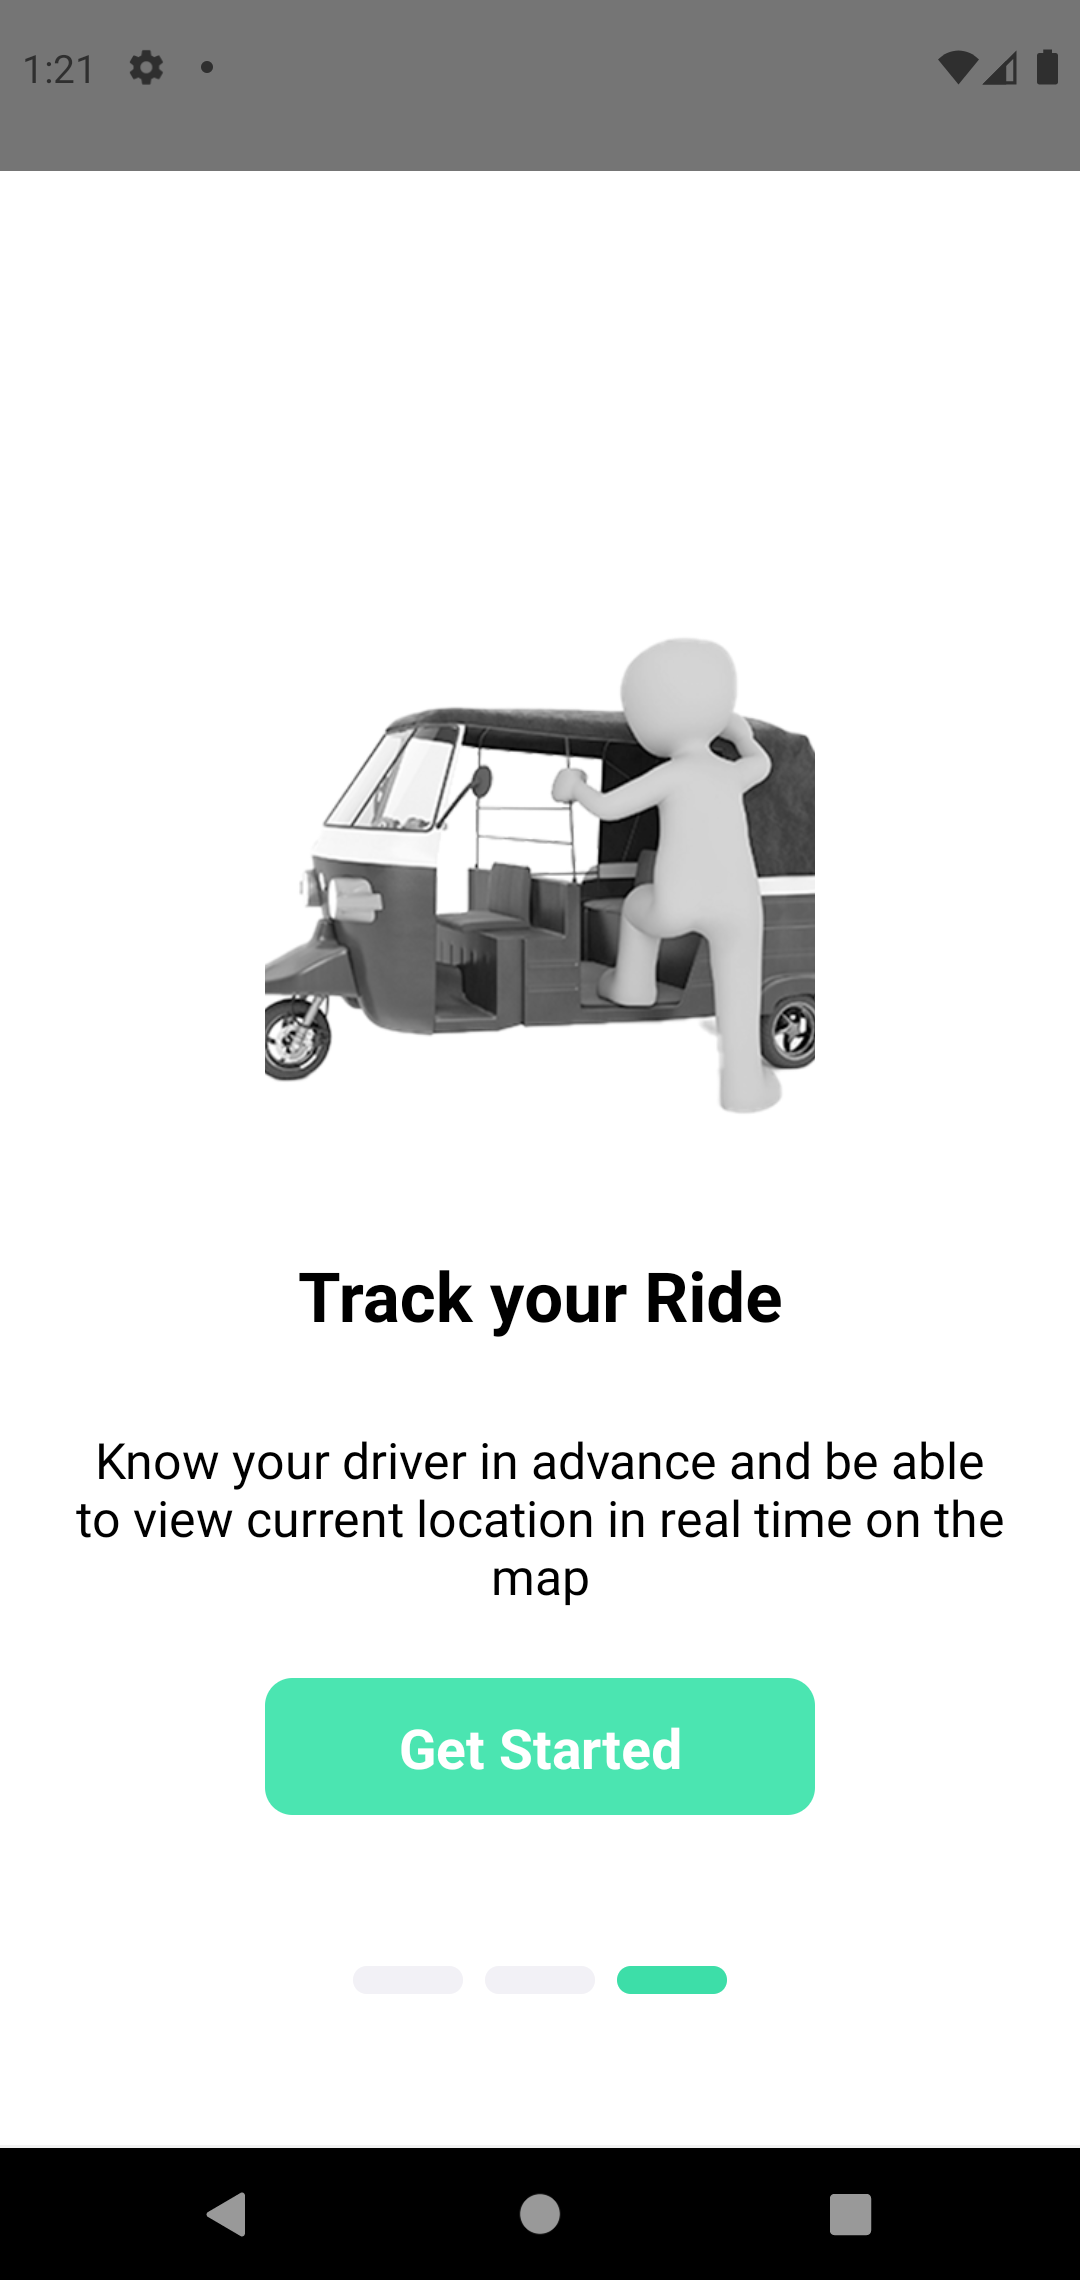 1:21
Track your Ride
Know your driver in advance and be able
to view current location in real time on the
map
Get Started